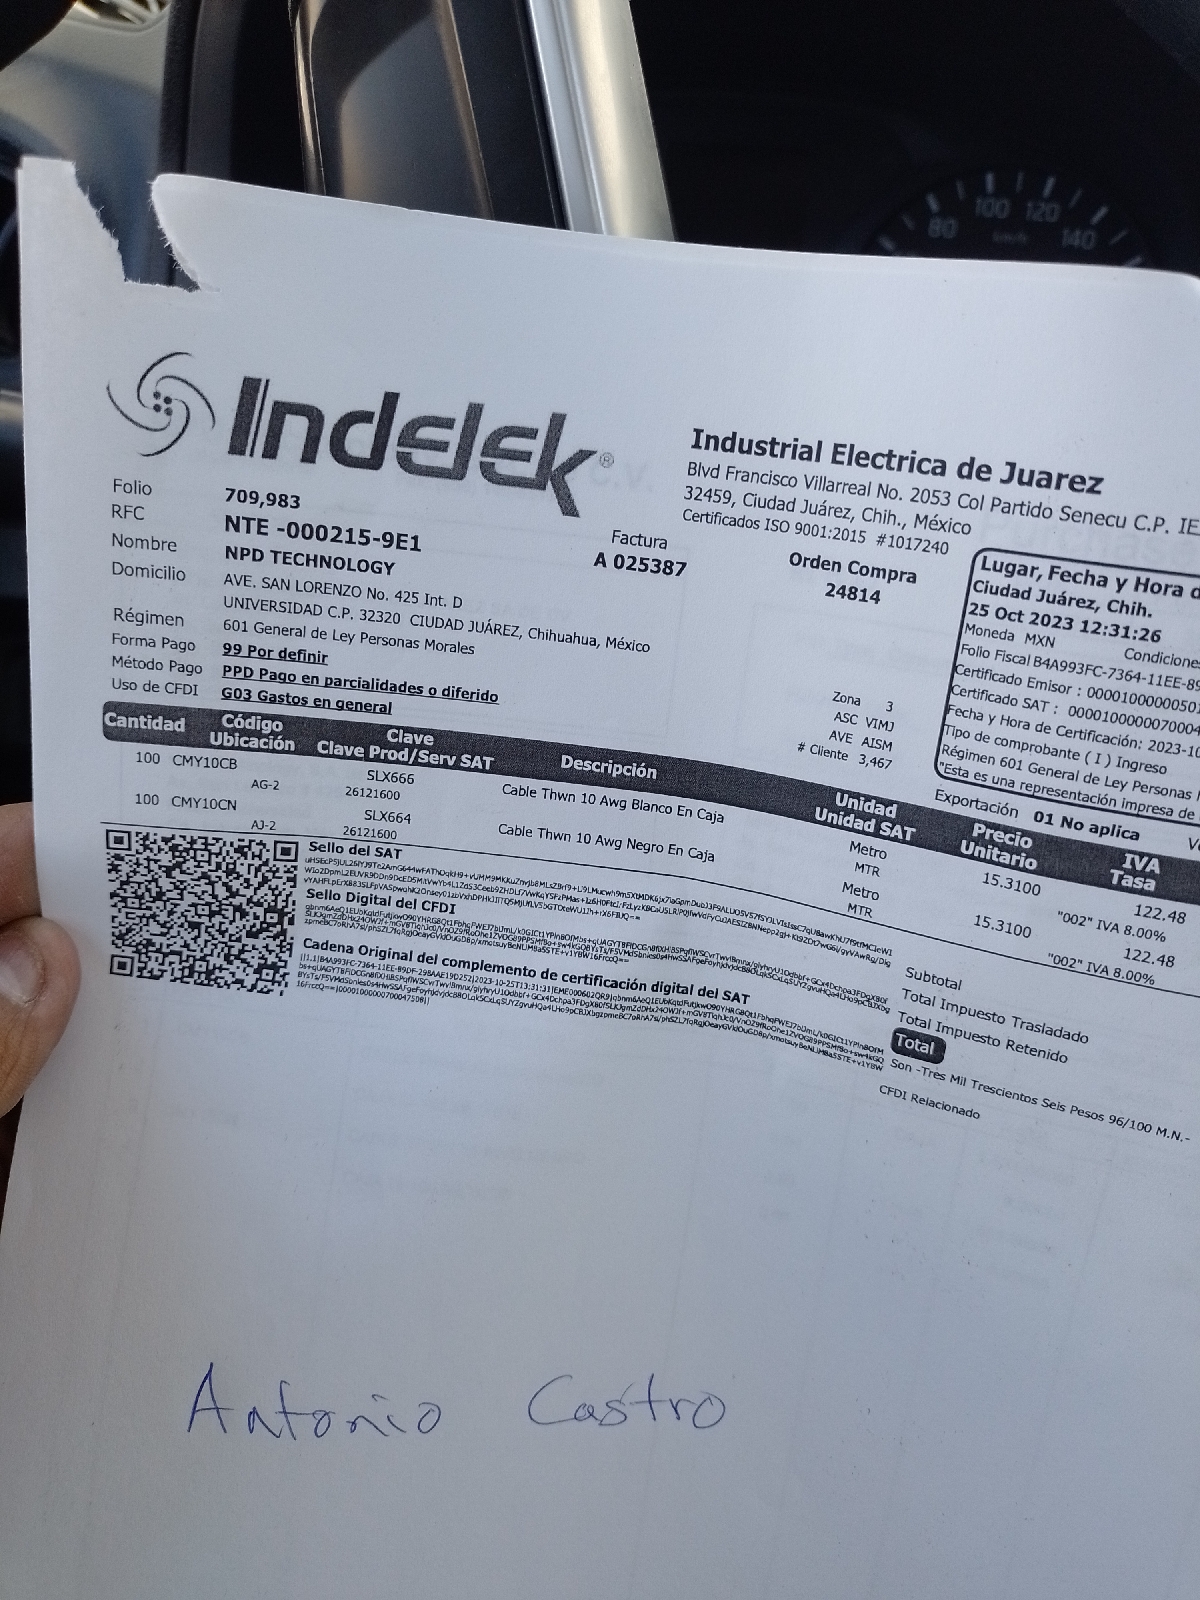 80 100 120 140
km/h
Indelek®
Industrial Electrica de Juarez
Blvd Francisco Villarreal No. 2053 Col Partido Senecu C.P. IE
32459, Ciudad Juárez, Chih., México
Certificados ISO 9001:2015 #1017240
Folio 709,983
RFC NTE -000215-9E1
Nombre NPD TECHNOLOGY
Domicilio AVE. SAN LORENZO No. 425 Int. D
UNIVERSIDAD C.P. 32320 CIUDAD JUÁREZ, Chihuahua, México
Régimen 601 General de Ley Personas Morales
Forma Pago 99 Por definir
Método Pago PPD Pago en parcialidades o diferido
Uso de CFDI G03 Gastos en general
Factura
A 025387
Orden Compra
24814
Zona 3
ASC VIMJ
AVE AISM
# Cliente 3,467
Lugar, Fecha y Hora d
Ciudad Juárez, Chih.
25 Oct 2023 12:31:26
Moneda MXN Condiciones
Folio Fiscal B4A993FC-7364-11EE-89
Certificado Emisor : 00001000000501
Certificado SAT : 0000100000070004
Fecha y Hora de Certificación: 2023-10
Tipo de comprobante ( I ) Ingreso
Régimen 601 General de Ley Personas
"Esta es una representación impresa de
Exportación 01 No aplica
Cantidad Código Ubicación Clave Clave Prod/Serv SAT Descripción Unidad Unidad SAT Precio Unitario IVA Tasa
100 CMY10CB SLX666 Cable Thwn 10 Awg Blanco En Caja Metro 15.3100 122.48
AG-2 26121600 MTR "002" IVA 8.00%
100 CMY10CN SLX664 Cable Thwn 10 Awg Negro En Caja Metro 15.3100 122.48
AJ-2 26121600 MTR "002" IVA 8.00%
Sello del SAT
Sello Digital del CFDI
Cadena Original del complemento de certificación digital del SAT
Subtotal
Total Impuesto Trasladado
Total Impuesto Retenido
Total
Son -Tres Mil Trescientos Seis Pesos 96/100 M.N.-
CFDI Relacionado
Antonio Castro